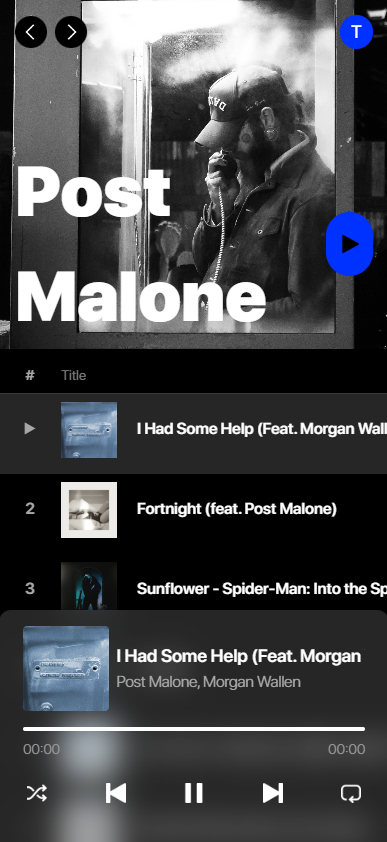 T
Post
Malone
# Title
I Had Some Help (Feat. Morgan Wall
2 Fortnight (feat. Post Malone)
3 Sunflower - Spider-Man: Into the Sp
I Had Some Help (Feat. Morgan
Post Malone, Morgan Wallen
00:00 00:00